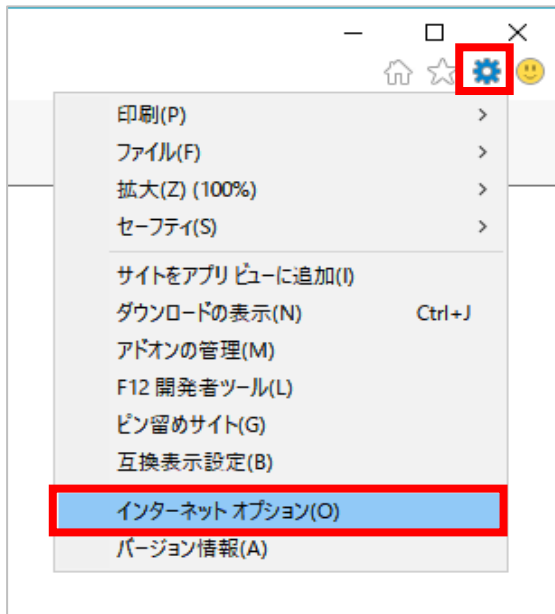 印刷(P)
ファイル(F)
拡大(Z) (100%)
セーフティ(S)
サイトをアプリ ビューに追加(I)
ダウンロードの表示(N) Ctrl+J
アドオンの管理(M)
F12 開発者ツール(L)
ピン留めサイト(G)
互換表示設定(B)
インターネット オプション(O)
バージョン情報(A)